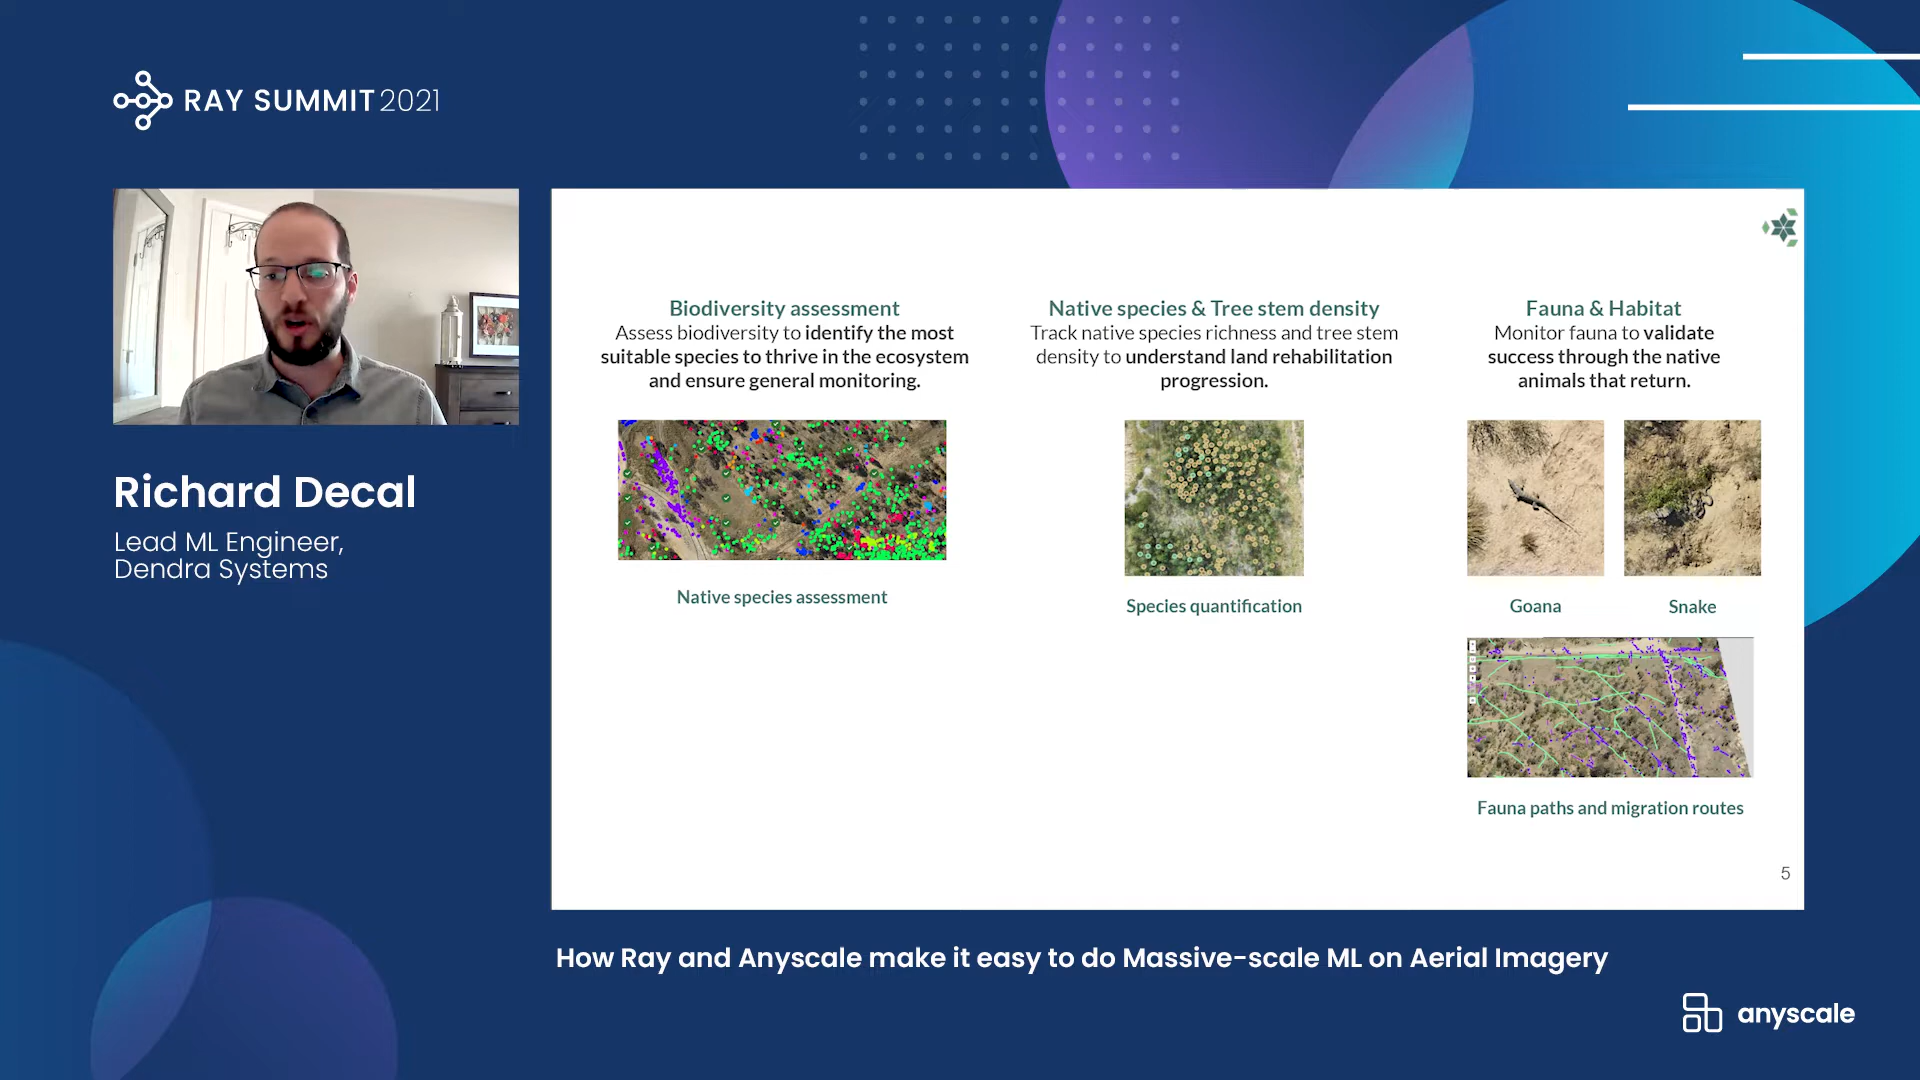 RAY SUMMIT 2021
Richard Decal
Lead ML Engineer,
Dendra Systems
Biodiversity assessment
Assess biodiversity to identify the most
suitable species to thrive in the ecosystem
and ensure general monitoring.
Native species assessment
Native species & Tree stem density
Track native species richness and tree stem
density to understand land rehabilitation
progression.
Species quantification
Fauna & Habitat
Monitor fauna to validate
success through the native
animals that return.
Goana
Snake
Fauna paths and migration routes
5
How Ray and Anyscale make it easy to do Massive-scale ML on Aerial Imagery
anyscale